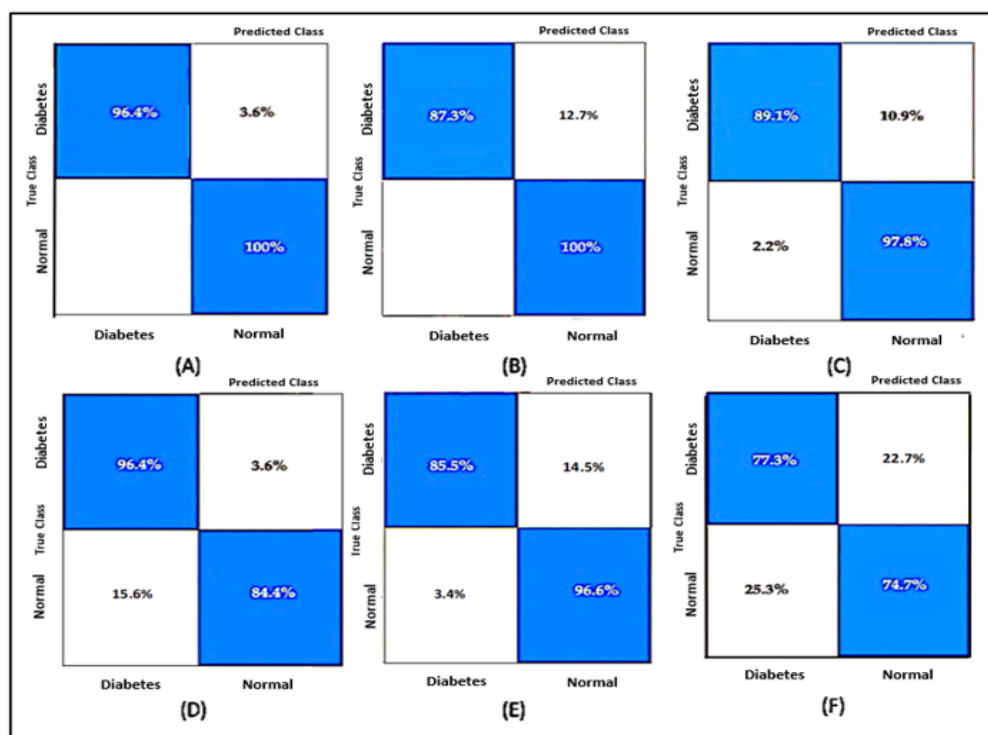 Predicted Class
Predicted Class
Predicted Class
Diabetes
96.4%
3.6%
Diabetes
87.3%
12.7%
Diabetes
89.1%
10.9%
True Class
True Class
True Class
Normal
100%
Normal
100%
Normal
2.2%
97.8%
Diabetes
Normal
Diabetes
Normal
Diabetes
Normal
(A)
(B)
(C)
Predicted Class
Predicted Class
Predicted Class
Diabetes
96.4%
3.6%
Diabetes
85.5%
14.5%
Diabetes
77.3%
22.7%
True Class
True Class
True Class
Normal
15.6%
84.4%
Normal
3.4%
96.6%
Normal
25.3%
74.7%
Diabetes
Normal
Diabetes
Normal
Diabetes
Normal
(D)
(E)
(F)